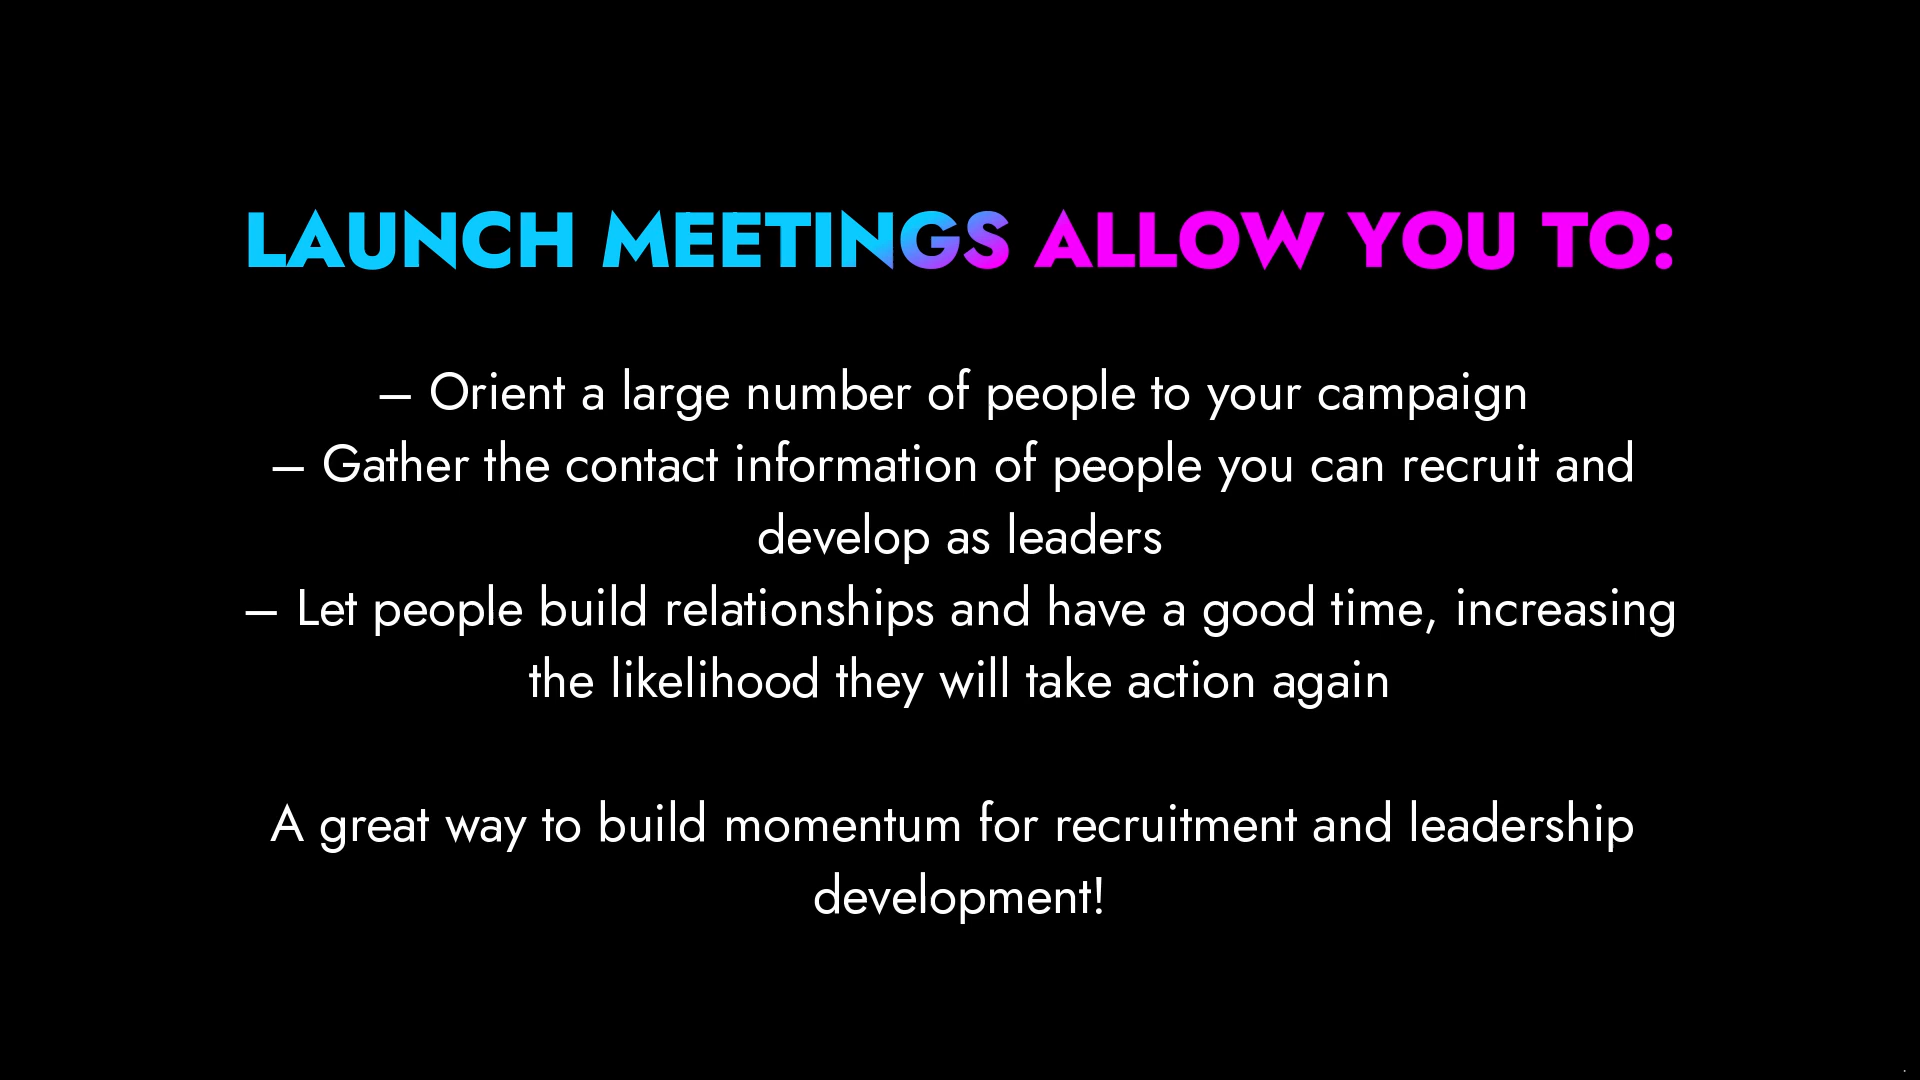 LAUNCH MEETINGS ALLOW YOU TO:
– Orient a large number of people to your campaign
– Gather the contact information of people you can recruit and
develop as leaders
– Let people build relationships and have a good time, increasing
the likelihood they will take action again
A great way to build momentum for recruitment and leadership
development!